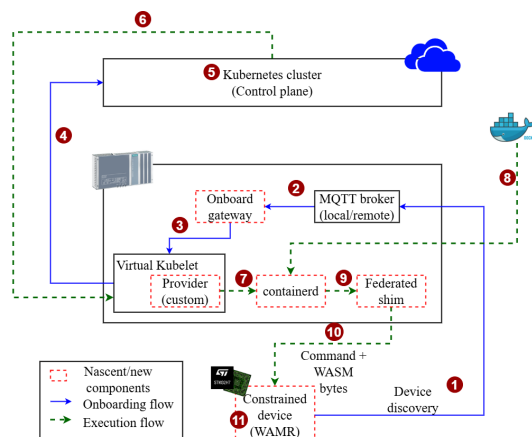 6
5 Kubernetes cluster
(Control plane)
4
8
2
Onboard
gateway
MQTT broker
(local/remote)
3
Virtual Kubelet
Provider
(custom)
7
containerd
9
Federated
shim
10
Command +
WASM
bytes
1
Device
discovery
Constrained
device
(WAMR)
11
Nascent/new
components
Onboarding flow
Execution flow